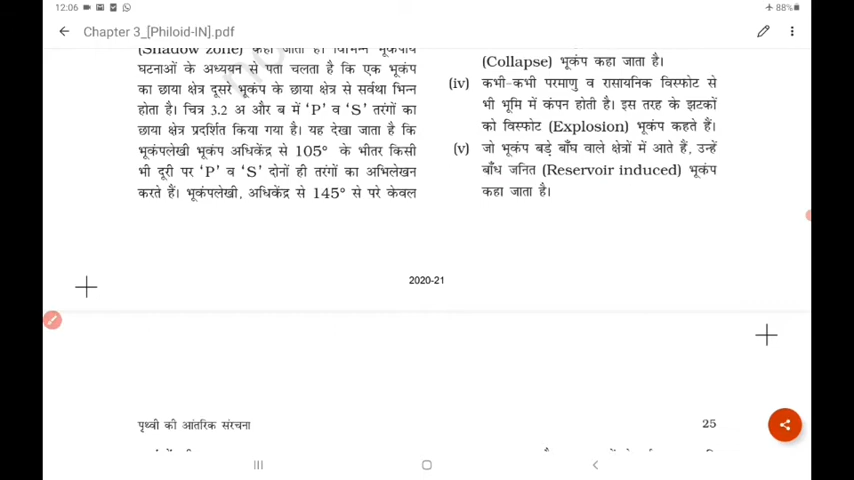 12:06
88%
Chapter 3_[Philoid-IN].pdf
(Shadow zone) कहा जाता है। विभिन्न भूकंपीय
घटनाओं के अध्ययन से पता चलता है कि एक भूकंप
का छाया क्षेत्र दूसरे भूकंप के छाया क्षेत्र से सर्वथा भिन्न
होता है। चित्र 3.2 अ और ब में ‘P’ व ‘S’ तरंगों का
छाया क्षेत्र प्रदर्शित किया गया है। यह देखा जाता है कि
भूकंपलेखी भूकंप अधिकेंद्र से 105° के भीतर किसी
भी दूरी पर ‘P’ व ‘S’ दोनों ही तरंगों का अभिलेखन
करते हैं। भूकंपलेखी, अधिकेंद्र से 145° से परे केवल
(Collapse) भूकंप कहा जाता है।
(iv) कभी-कभी परमाणु व रासायनिक विस्फोट से
भी भूमि में कंपन होती है। इस तरह के झटकों
को विस्फोट (Explosion) भूकंप कहते हैं।
(v) जो भूकंप बड़े बाँध वाले क्षेत्रों में आते हैं, उन्हें
बाँध जनित (Reservoir induced) भूकंप
कहा जाता है।
2020-21
पृथ्वी की आंतरिक संरचना
25